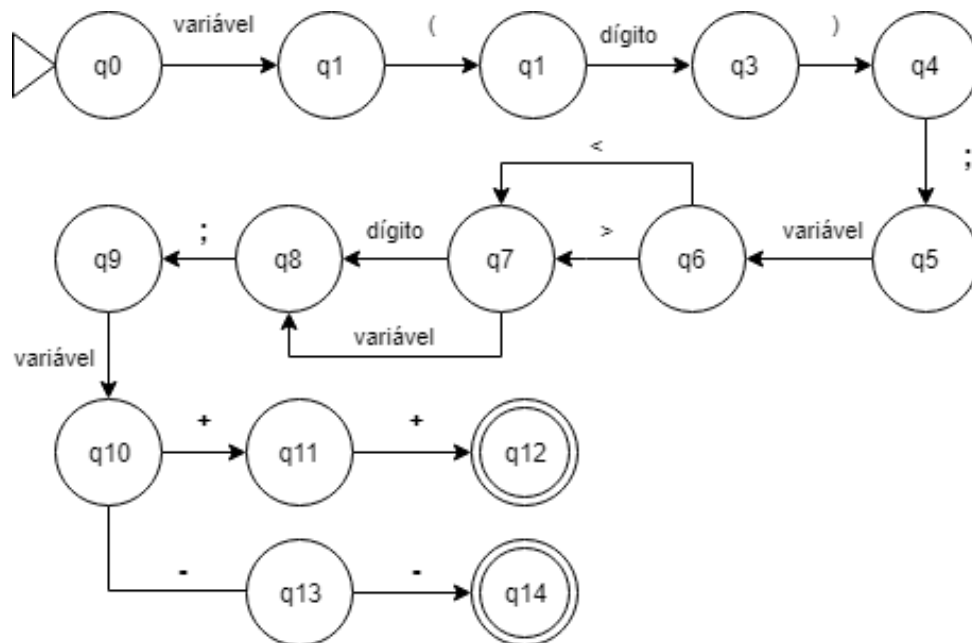 variável ( dígito )
q0 q1 q1 q3 q4
< ;
; dígito > variável
q9 q8 q7 q6 q5
variável variável
+ +
q10 q11 q12
- -
q13 q14